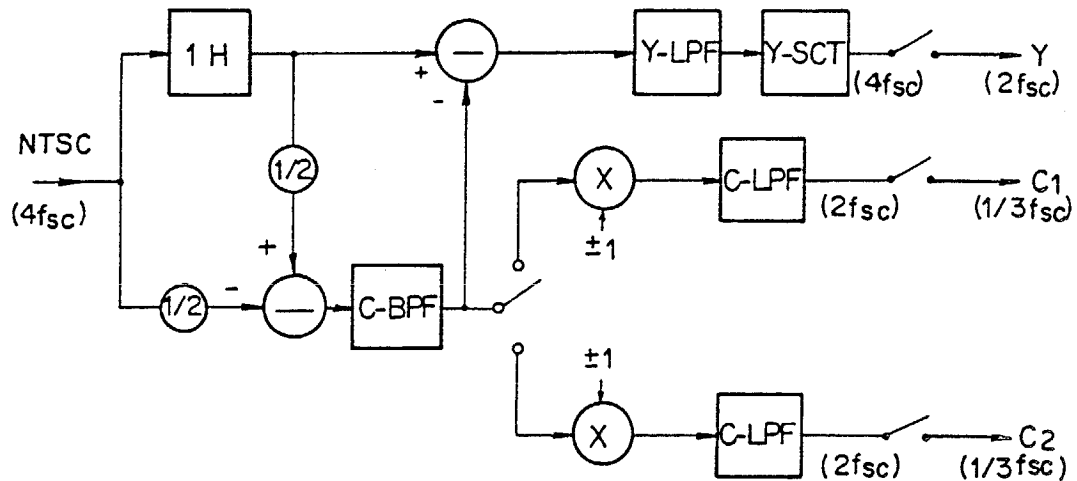 1 H
+
-
—
Y-LPF
Y-SCT
(4fsc)
Y
(2fsc)
NTSC
(4fsc)
1/2
+
1/2
-
—
C-BPF
X
±1
C-LPF
(2fsc)
C1
(1/3fsc)
±1
X
C-LPF
(2fsc)
C2
(1/3fsc)